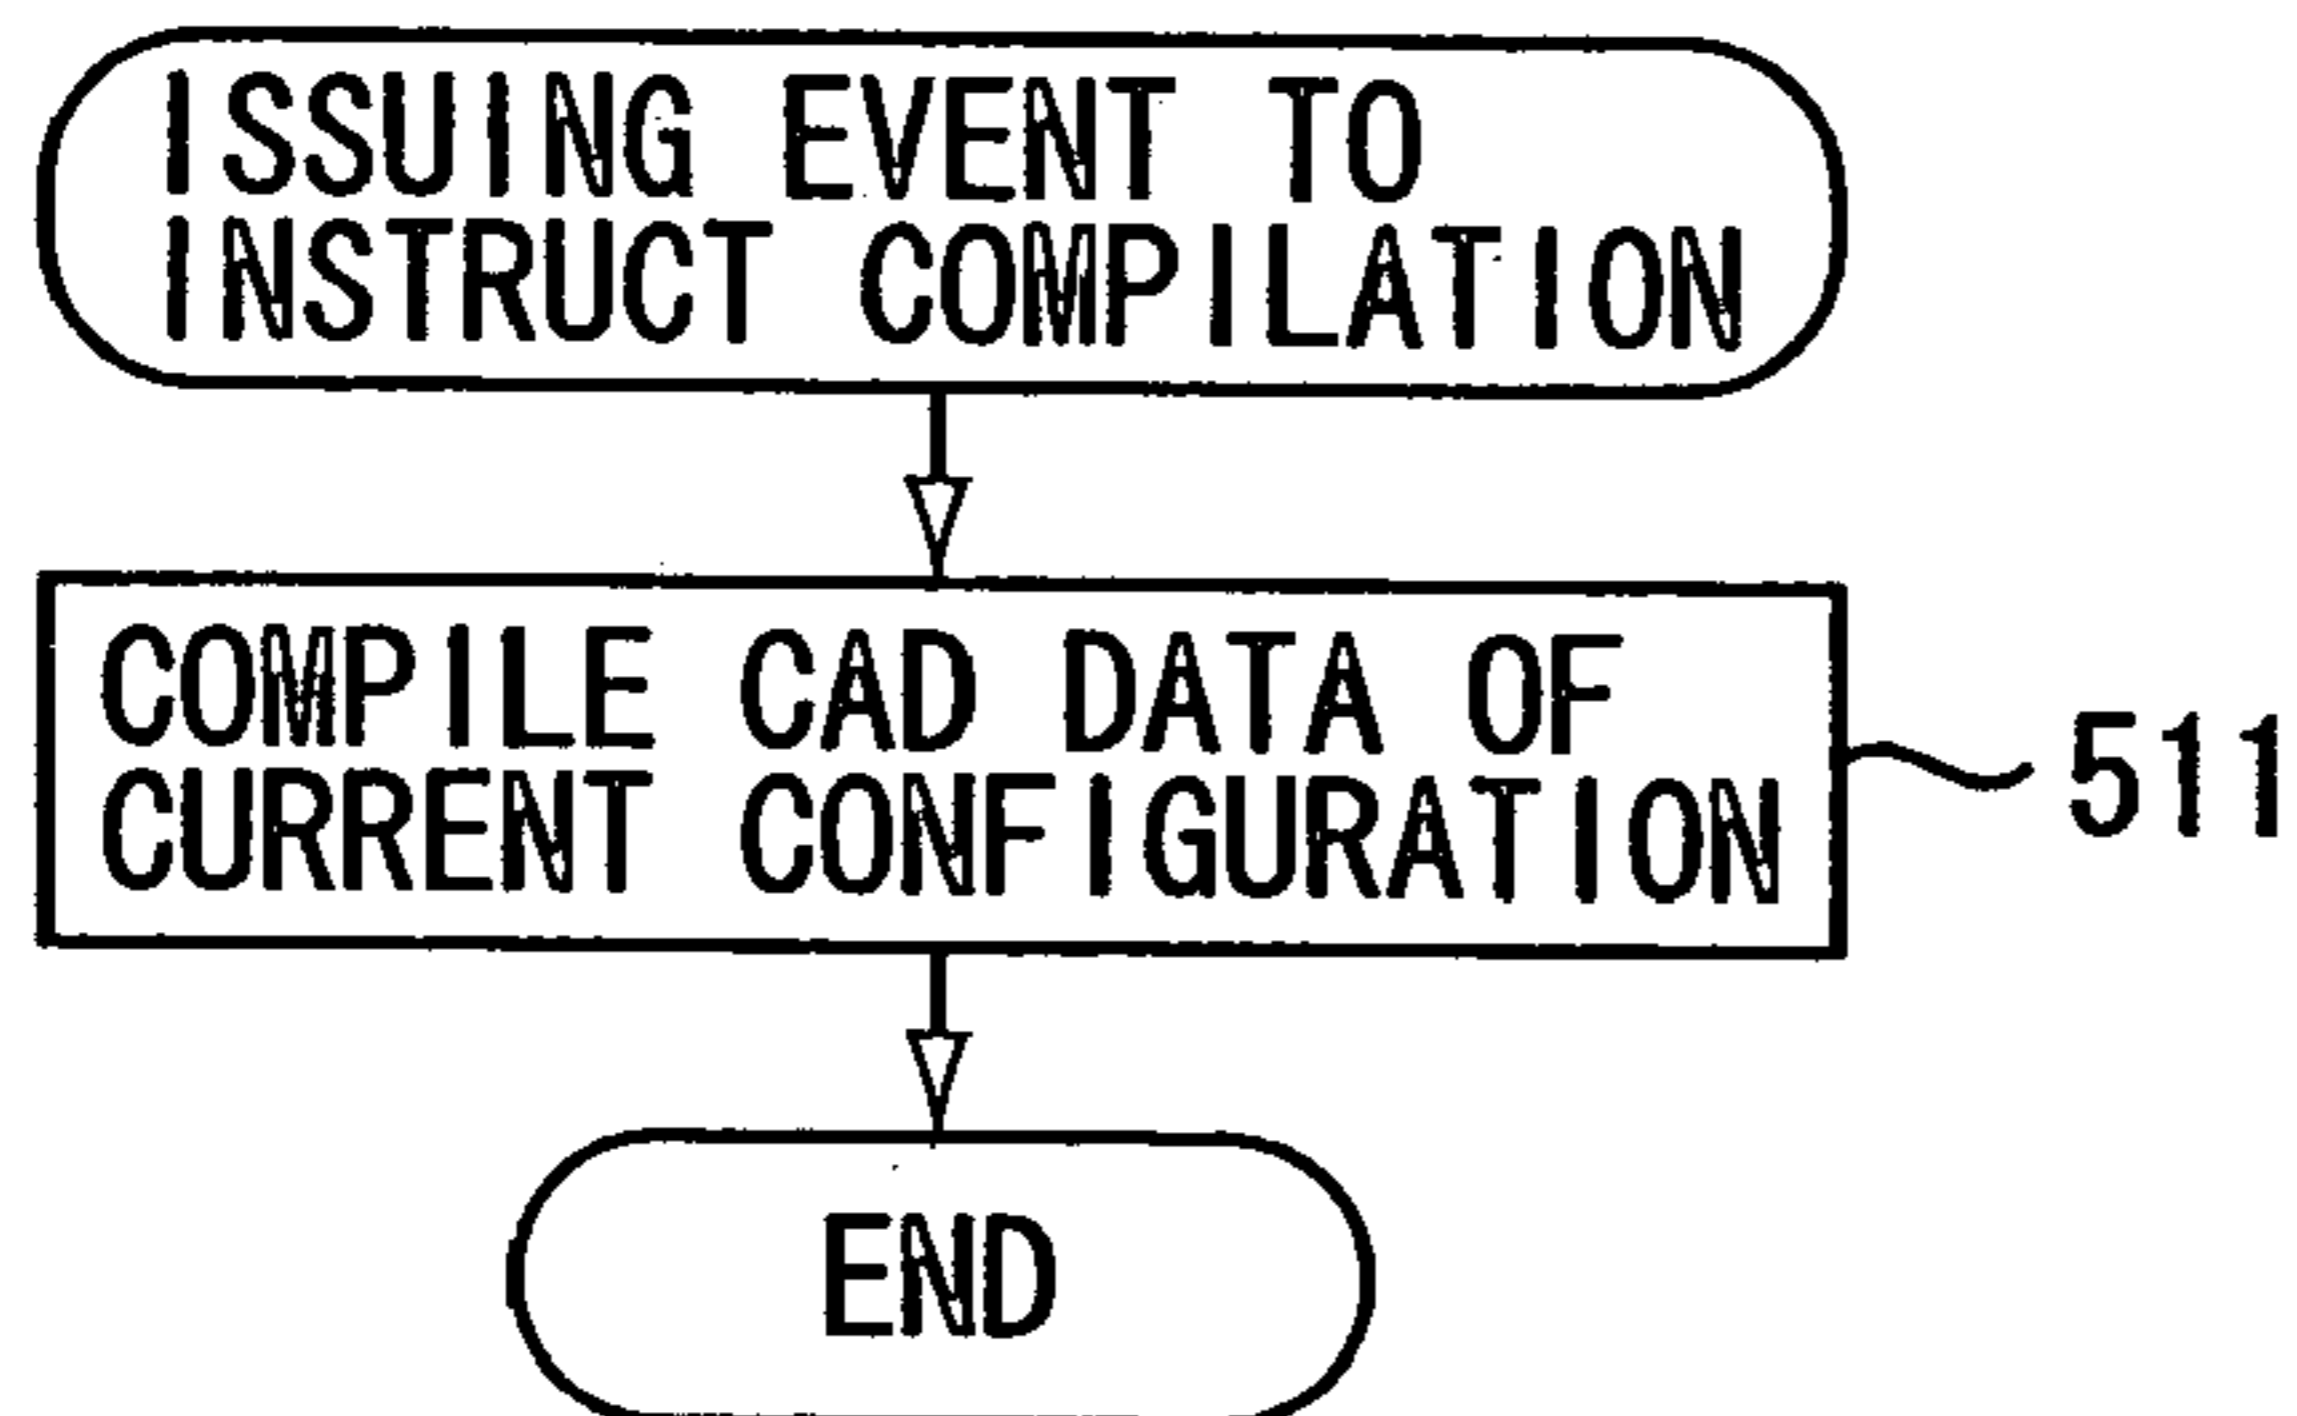 ISSUING EVENT TO
INSTRUCT COMPILATION
COMPILE CAD DATA OF
CURRENT CONFIGURATION
511
END